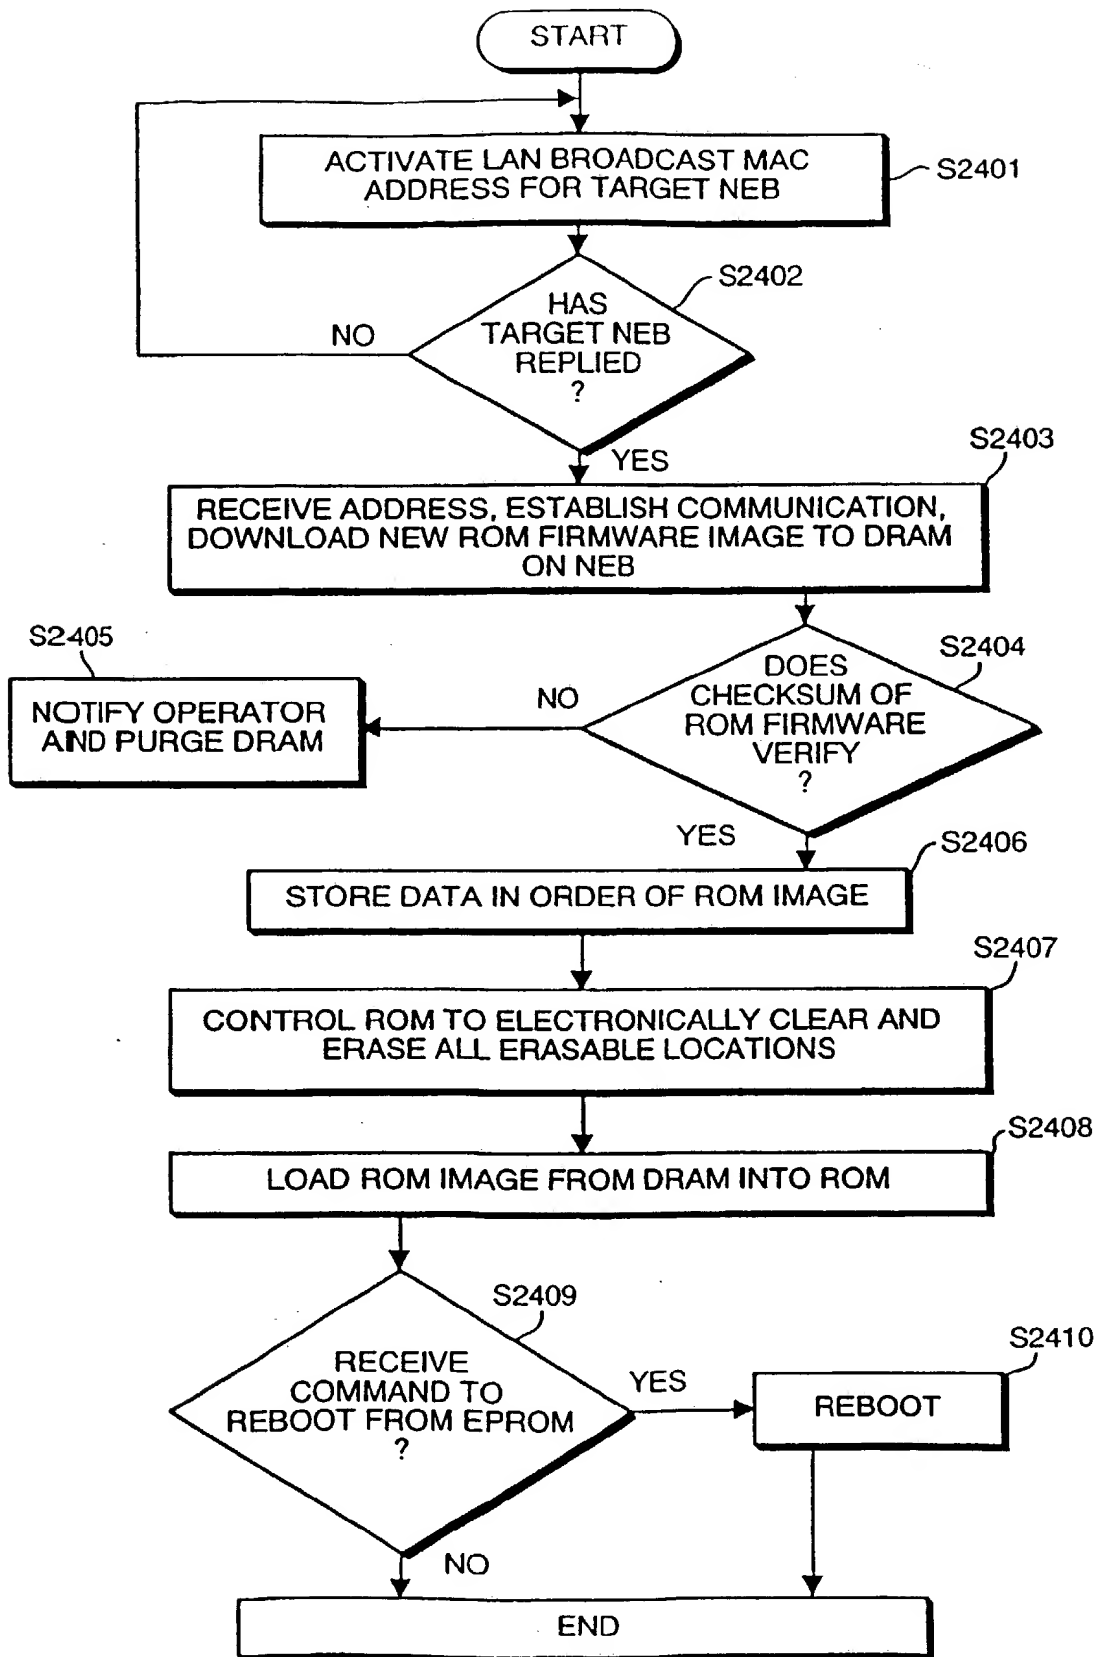 START
ACTIVATE LAN BROADCAST MAC
ADDRESS FOR TARGET NEB
S2401
S2402
HAS
TARGET NEB
REPLIED
?
NO
YES
S2403
RECEIVE ADDRESS, ESTABLISH COMMUNICATION,
DOWNLOAD NEW ROM FIRMWARE IMAGE TO DRAM
ON NEB
S2405
NOTIFY OPERATOR
AND PURGE DRAM
NO
S2404
DOES
CHECKSUM OF
ROM FIRMWARE
VERIFY
?
YES
S2406
STORE DATA IN ORDER OF ROM IMAGE
S2407
CONTROL ROM TO ELECTRONICALLY CLEAR AND
ERASE ALL ERASABLE LOCATIONS
S2408
LOAD ROM IMAGE FROM DRAM INTO ROM
S2409
RECEIVE
COMMAND TO
REBOOT FROM EPROM
?
YES
S2410
REBOOT
NO
END